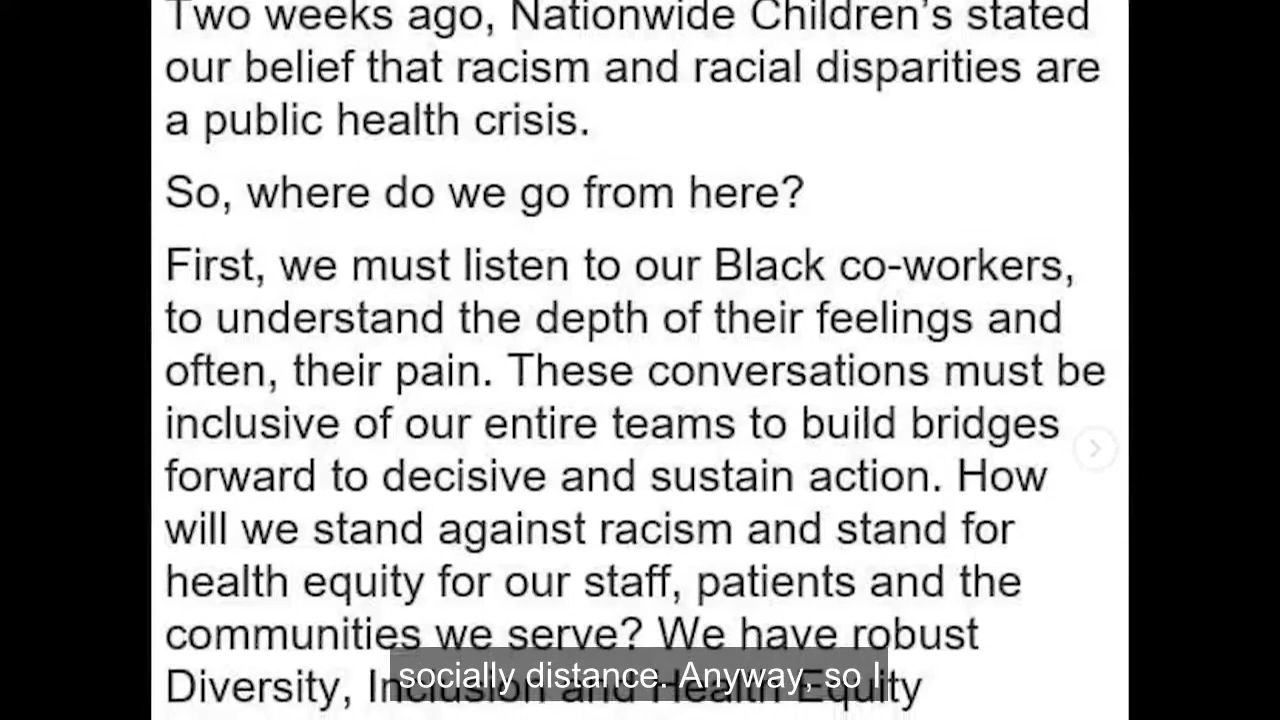 Two weeks ago, Nationwide Children's stated
our belief that racism and racial disparities are
a public health crisis.
So, where do we go from here?
First, we must listen to our Black co-workers,
to understand the depth of their feelings and
often, their pain. These conversations must be
inclusive of our entire teams to build bridges
forward to decisive and sustain action. How
will we stand against racism and stand for
health equity for our staff, patients and the
communities we serve? We have robust
Diversity, Inclusion and Health Equity
socially distance. Anyway, so I